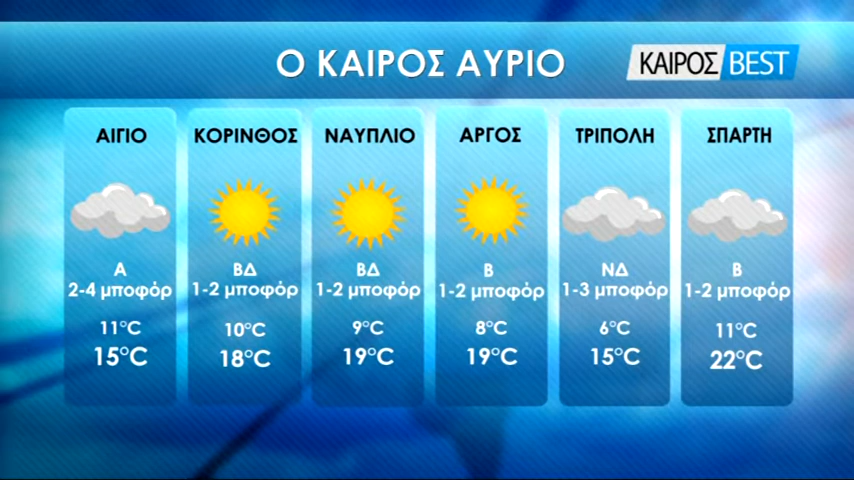 Ο ΚΑΙΡΟΣ ΑΥΡΙΟ
ΚΑΙΡΟΣ BEST
ΑΙΓΙΟ
Α
2-4 μποφόρ
11°C
15°C
ΚΟΡΙΝΘΟΣ
ΒΔ
1-2 μποφόρ
10°C
18°C
ΝΑΥΠΛΙΟ
ΒΔ
1-2 μποφόρ
9°C
19°C
ΑΡΓΟΣ
Β
1-2 μποφόρ
8°C
19°C
ΤΡΙΠΟΛΗ
ΝΔ
1-3 μποφόρ
6°C
15°C
ΣΠΑΡΤΗ
Β
1-2 μποφόρ
11°C
22°C